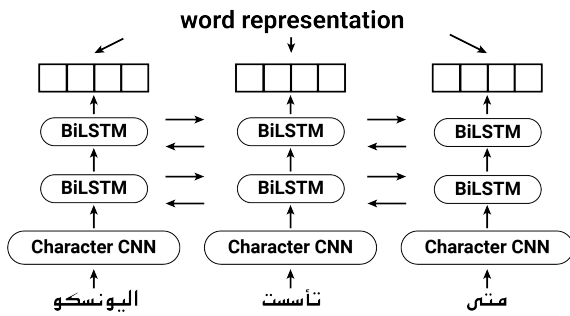 word representation
BiLSTM BiLSTM BiLSTM
BiLSTM BiLSTM BiLSTM
Character CNN Character CNN Character CNN
متى تأسست اليونسكو